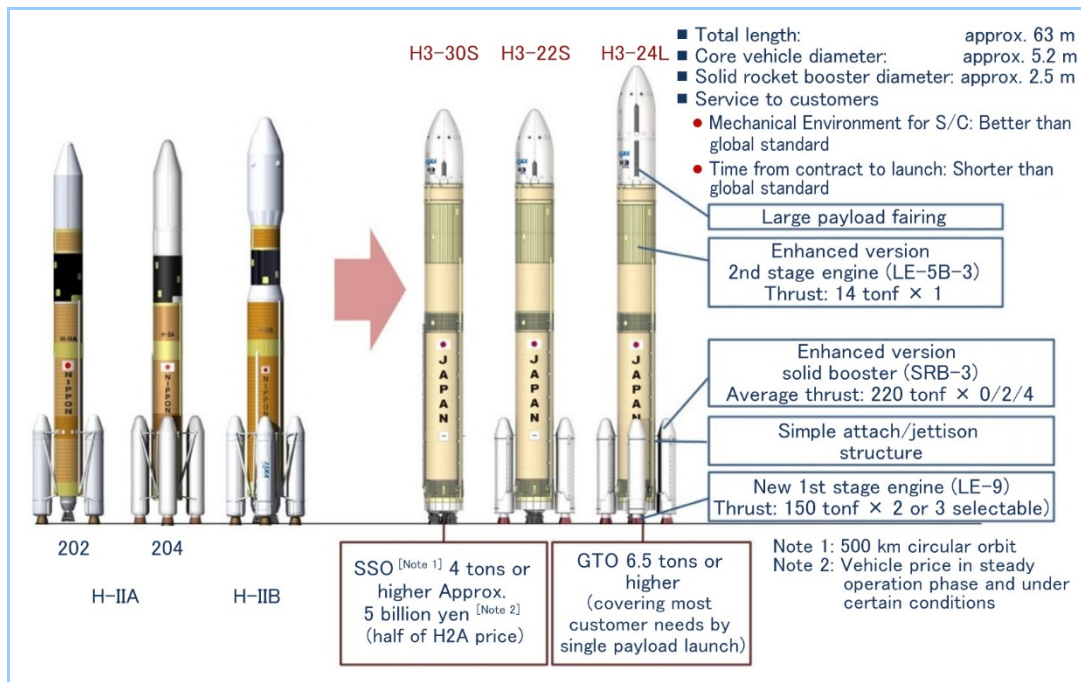 H3-30S
H3-22S
H3-24L
■ Total length: approx. 63 m
■ Core vehicle diameter: approx. 5.2 m
■ Solid rocket booster diameter: approx. 2.5 m
■ Service to customers
● Mechanical Environment for S/C: Better than
global standard
● Time from contract to launch: Shorter than
global standard
Large payload fairing
Enhanced version
2nd stage engine (LE-5B-3)
Thrust: 14 tonf × 1
Enhanced version
solid booster (SRB-3)
Average thrust: 220 tonf × 0/2/4
Simple attach/jettison
structure
New 1st stage engine (LE-9)
Thrust: 150 tonf × 2 or 3 selectable)
H-IIA
NIPPON
NIPPON
H-IIB
NIPPON
JAPAN
JAPAN
JAPAN
202
204
H-IIA
H-IIB
SSO [Note 1] 4 tons or
higher Approx.
5 billion yen [Note 2]
(half of H2A price)
GTO 6.5 tons or
higher
(covering most
customer needs by
single payload launch)
Note 1: 500 km circular orbit
Note 2: Vehicle price in steady
operation phase and under
certain conditions